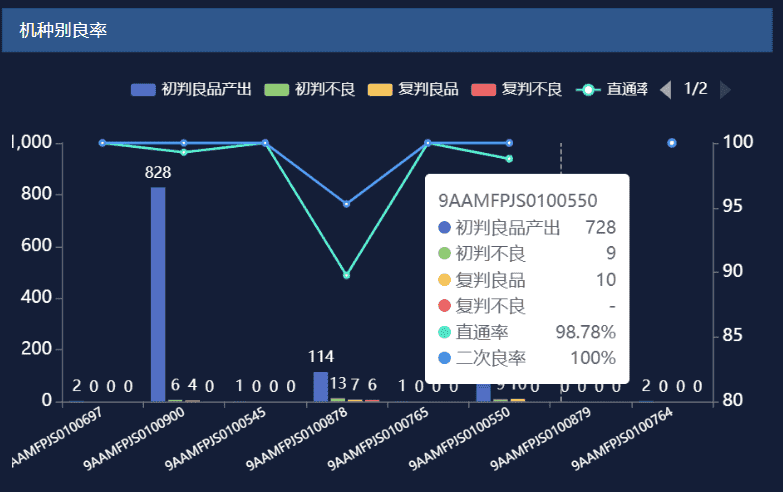 机种别良率
初判良品产出 初判不良 复判良品 复判不良 直通率 1/2
1,000 100
800 95
600 90
400 85
200
0 80
828
114
2 0 0 0 6 4 0 1 0 0 0 13 7 6 1 0 0 0 9 10 0 0 0 0 0 2 0 0 0
9AAMFPJS0100550
初判良品产出 728
初判不良 9
复判良品 10
复判不良 -
直通率 98.78%
二次良率 100%
9AAMFPJS0100697 9AAMFPJS0100900 9AAMFPJS0100545 9AAMFPJS0100878 9AAMFPJS0100765 9AAMFPJS0100550 9AAMFPJS0100879 9AAMFPJS0100764